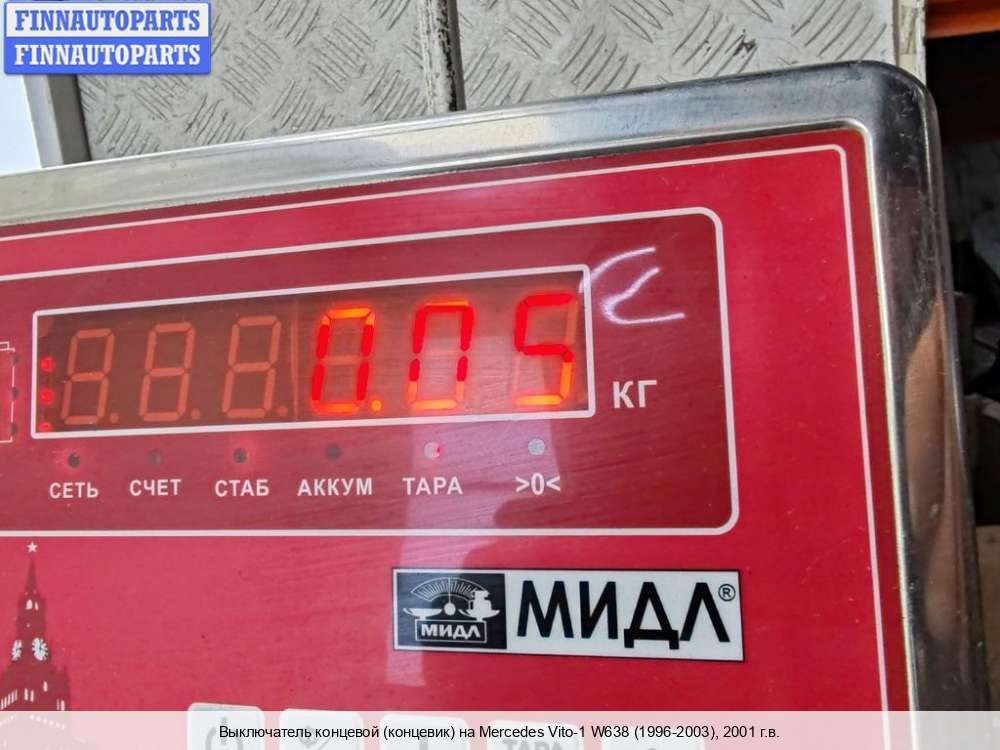 FINNAUTOPARTS
FINNAUTOPARTS
0.05
КГ
СЕТЬ СЧЕТ СТАБ АККУМ ТАРА >0<
МИДЛ
МИДЛ®
ТАРА
Выключатель концевой (концевик) на Mercedes Vito-1 W638 (1996-2003), 2001 г.в.